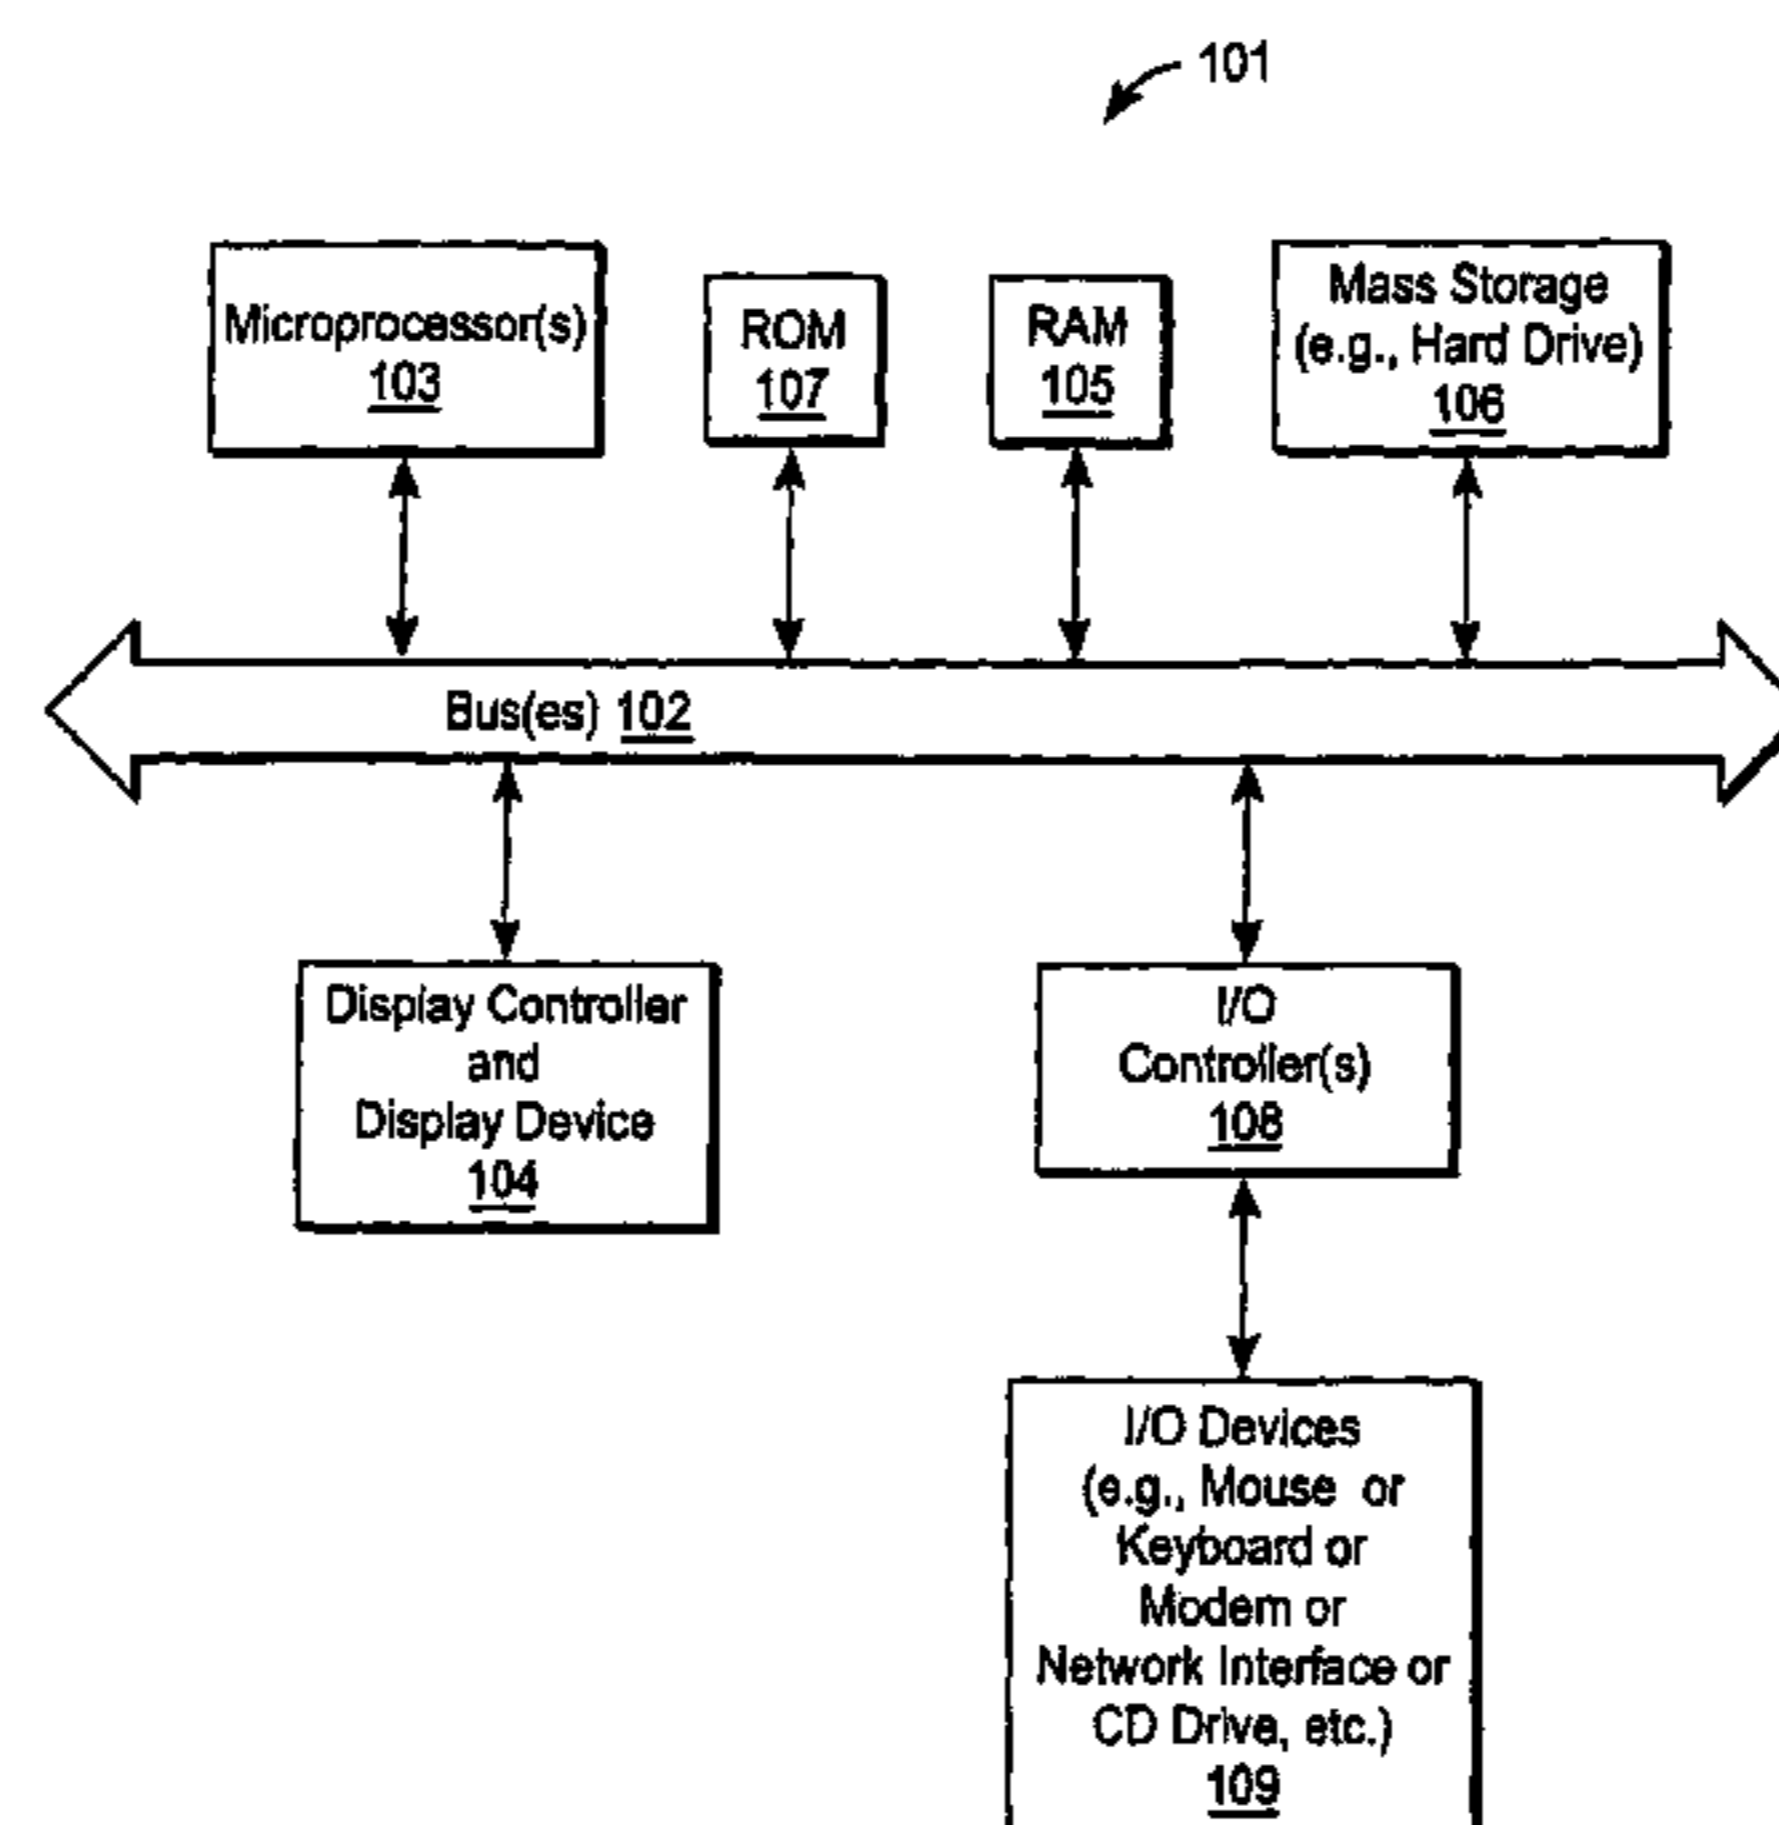 101
Microprocessor(s)
103
ROM
107
RAM
105
Mass Storage
(e.g., Hard Drive)
106
Bus(es) 102
Display Controller
and
Display Device
104
I/O
Controller(s)
108
I/O Devices
(e.g., Mouse or
Keyboard or
Modem or
Network Interface or
CD Drive, etc.)
109